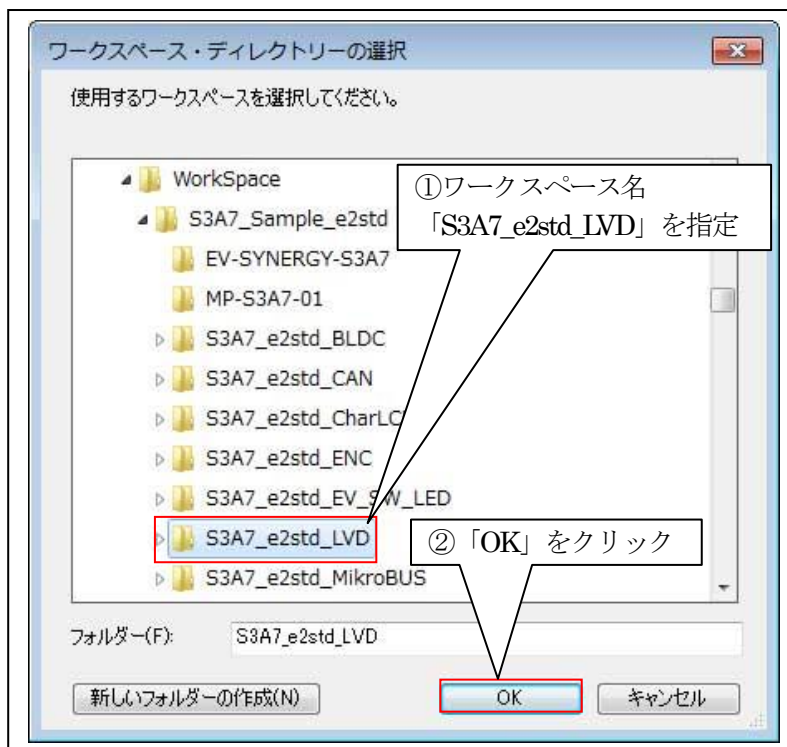 ワークスペース・ディレクトリーの選択
使用するワークスペースを選択してください。
WorkSpace
S3A7_Sample_e2std
EV-SYNERGY-S3A7
MP-S3A7-01
S3A7_e2std_BLDC
S3A7_e2std_CAN
S3A7_e2std_CharLC
S3A7_e2std_ENC
S3A7_e2std_EV_SW_LED
S3A7_e2std_LVD
S3A7_e2std_MikroBUS
①ワークスペース名
「S3A7_e2std_LVD」を指定
②「OK」をクリック
フォルダー(F): S3A7_e2std_LVD
新しいフォルダーの作成(N) OK キャンセル